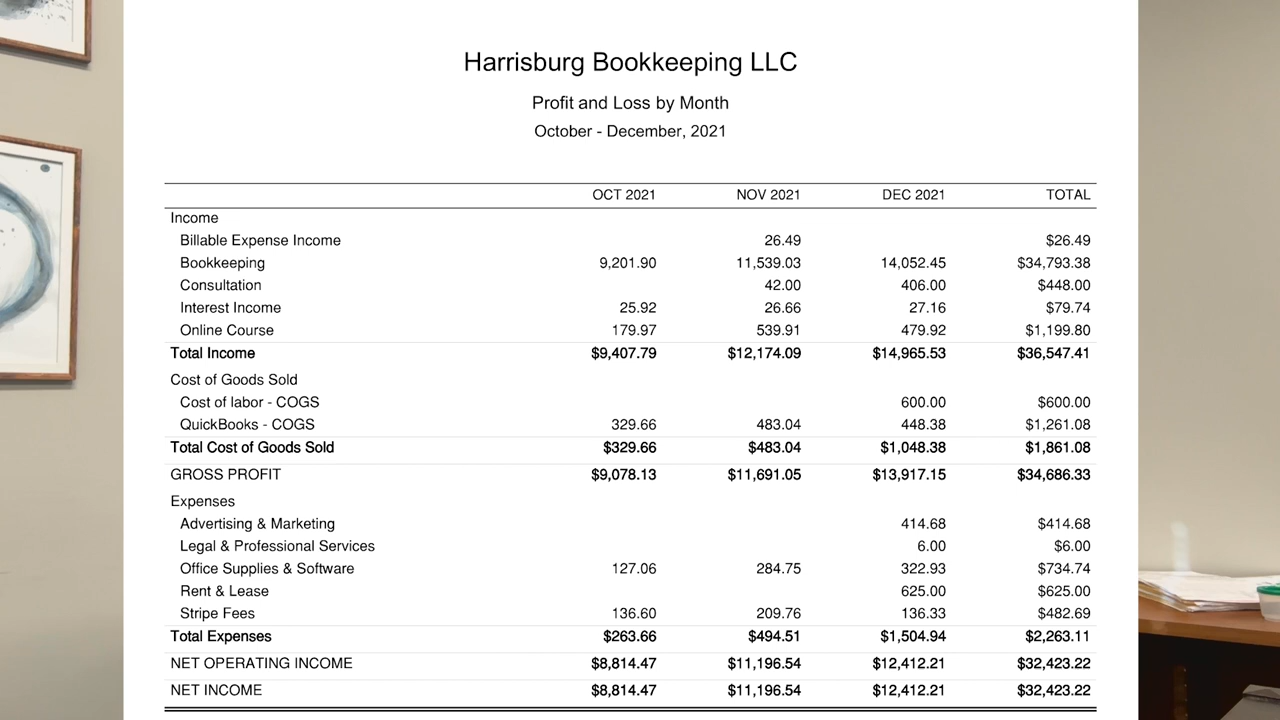 Harrisburg Bookkeeping LLC
Profit and Loss by Month
October - December, 2021
OCT 2021 NOV 2021 DEC 2021 TOTAL
Income
Billable Expense Income 26.49 $26.49
Bookkeeping 9,201.90 11,539.03 14,052.45 $34,793.38
Consultation 42.00 406.00 $448.00
Interest Income 25.92 26.66 27.16 $79.74
Online Course 179.97 539.91 479.92 $1,199.80
Total Income $9,407.79 $12,174.09 $14,965.53 $36,547.41
Cost of Goods Sold
Cost of labor - COGS 600.00 $600.00
QuickBooks - COGS 329.66 483.04 448.38 $1,261.08
Total Cost of Goods Sold $329.66 $483.04 $1,048.38 $1,861.08
GROSS PROFIT $9,078.13 $11,691.05 $13,917.15 $34,686.33
Expenses
Advertising & Marketing 414.68 $414.68
Legal & Professional Services 6.00 $6.00
Office Supplies & Software 127.06 284.75 322.93 $734.74
Rent & Lease 625.00 $625.00
Stripe Fees 136.60 209.76 136.33 $482.69
Total Expenses $263.66 $494.51 $1,504.94 $2,263.11
NET OPERATING INCOME $8,814.47 $11,196.54 $12,412.21 $32,423.22
NET INCOME $8,814.47 $11,196.54 $12,412.21 $32,423.22